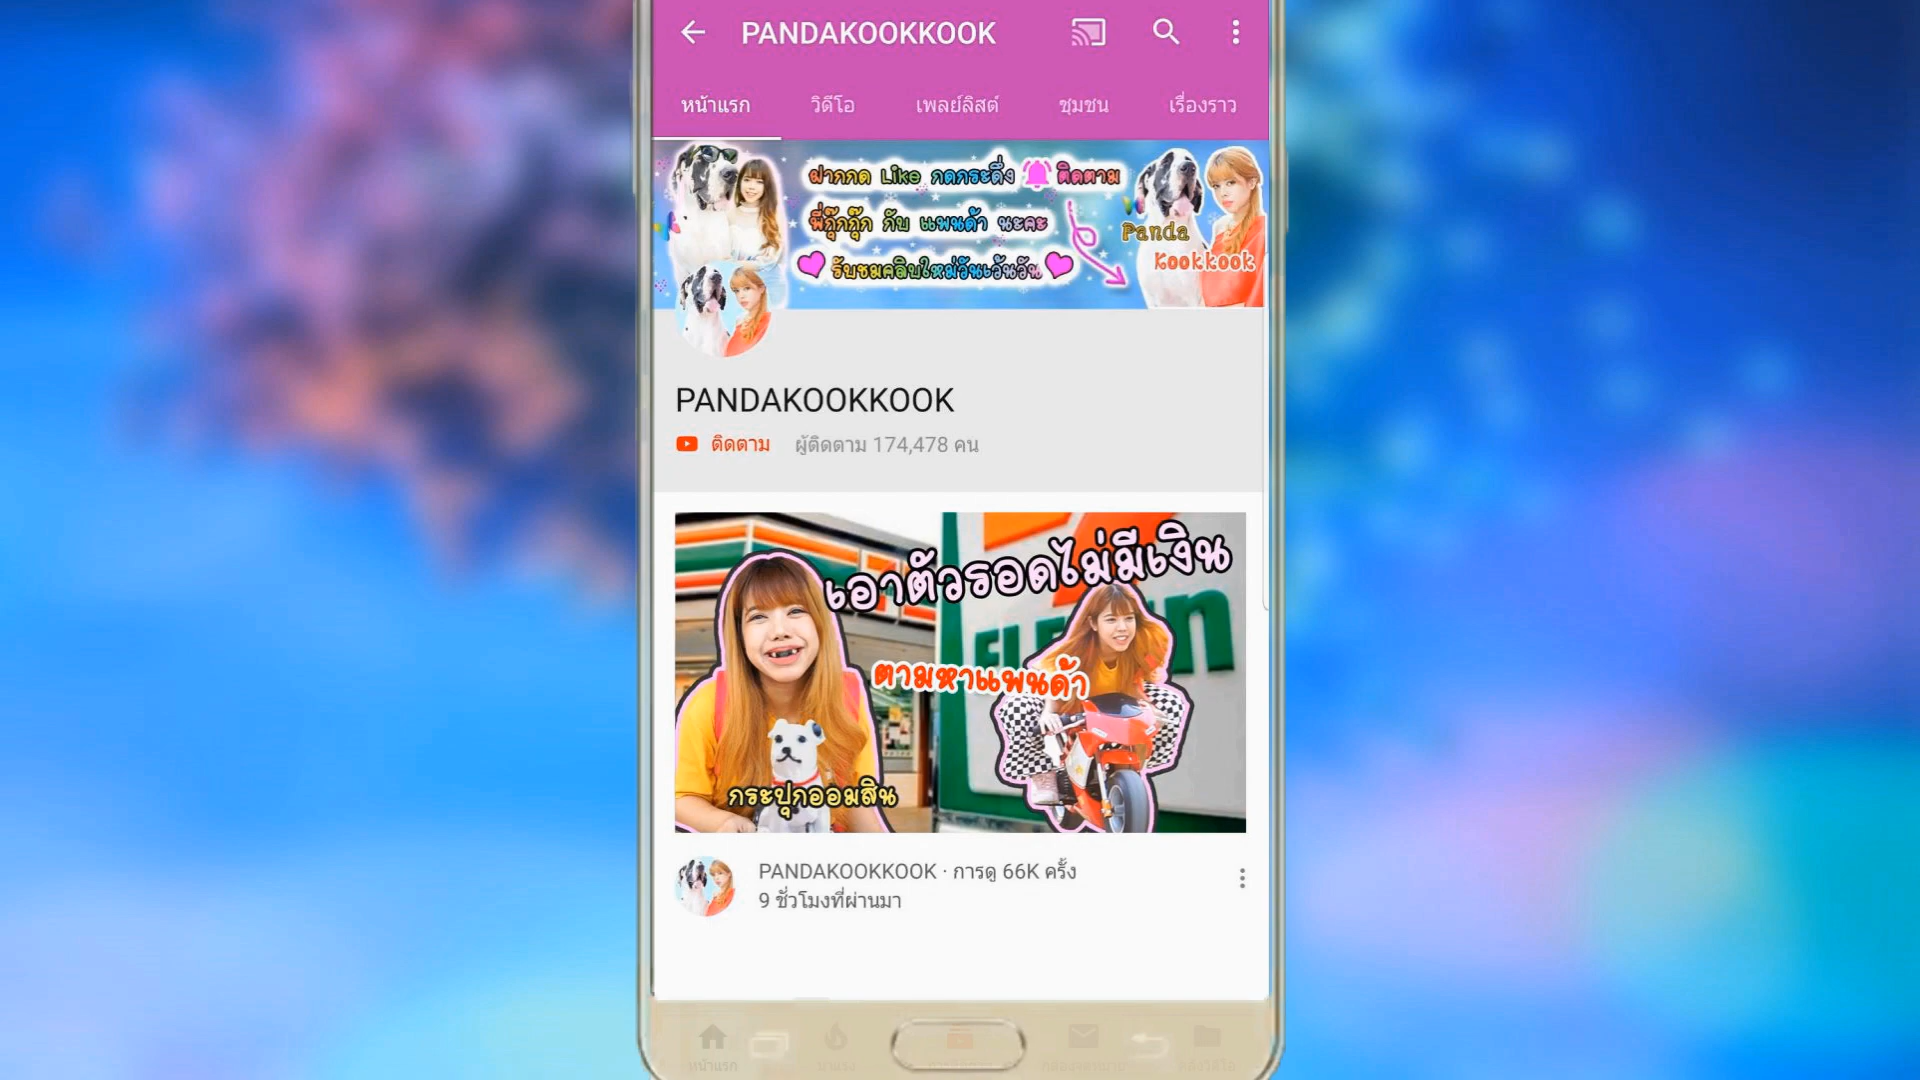 PANDAKOOKKOOK
หน้าแรก วิดีโอ เพลย์ลิสต์ ชุมชน เรื่องราว
ฝากกด Like กดกระดิ่ง ติดตาม
พี่กุ๊กกุ๊ก กับ แพนด้า นะคะ
รับชมคลิบใหม่วันเว้นวัน
Panda
Kookkook
PANDAKOOKKOOK
ติดตาม ผู้ติดตาม 174,478 คน
เอาตัวรอดไม่มีเงิน
ตามหาแพนด้า
กระปุกออมสิน
PANDAKOOKKOOK · การดู 66K ครั้ง
9 ชั่วโมงที่ผ่านมา
หน้าแรก